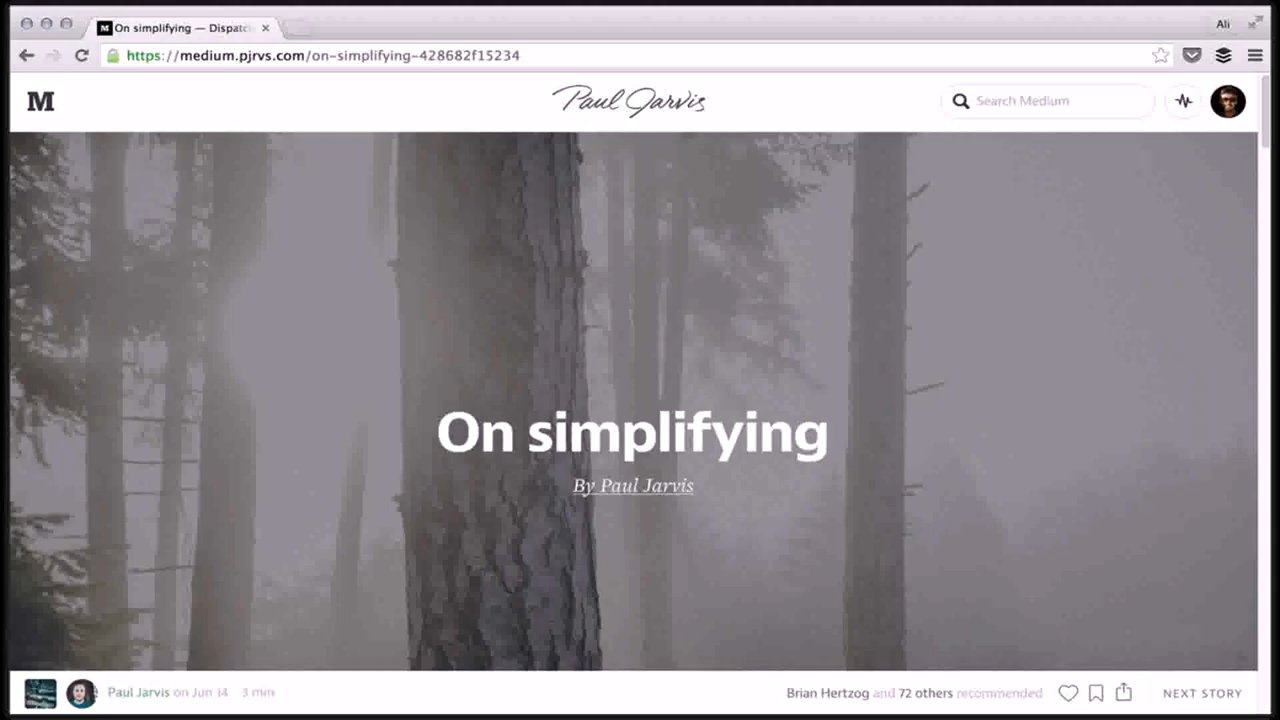 On simplifying — Dispatc
Ali
https://medium.pjrvs.com/on-simplifying-428682f15234
M
Paul Jarvis
Search Medium
On simplifying
By Paul Jarvis
Paul Jarvis on Jun 14 3 min
Brian Hertzog and 72 others recommended
NEXT STORY